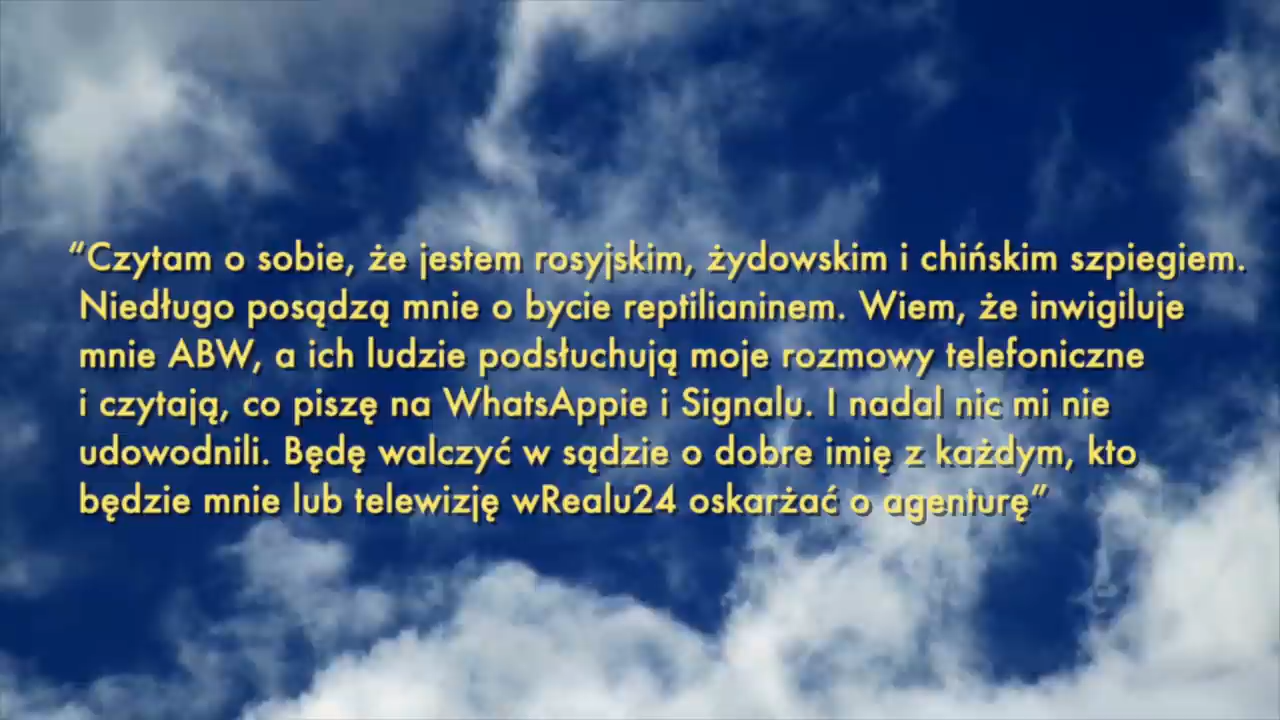 “Czytam o sobie, że jestem rosyjskim, żydowskim i chińskim szpiegiem.
Niedługo posądzą mnie o bycie reptilianinem. Wiem, że inwigiluje
mnie ABW, a ich ludzie podsłuchują moje rozmowy telefoniczne
i czytają, co piszę na WhatsAppie i Signalu. I nadal nic mi nie
udowodnili. Będę walczyć w sądzie o dobre imię z każdym, kto
będzie mnie lub telewizję wRealu24 oskarżać o agenturę”